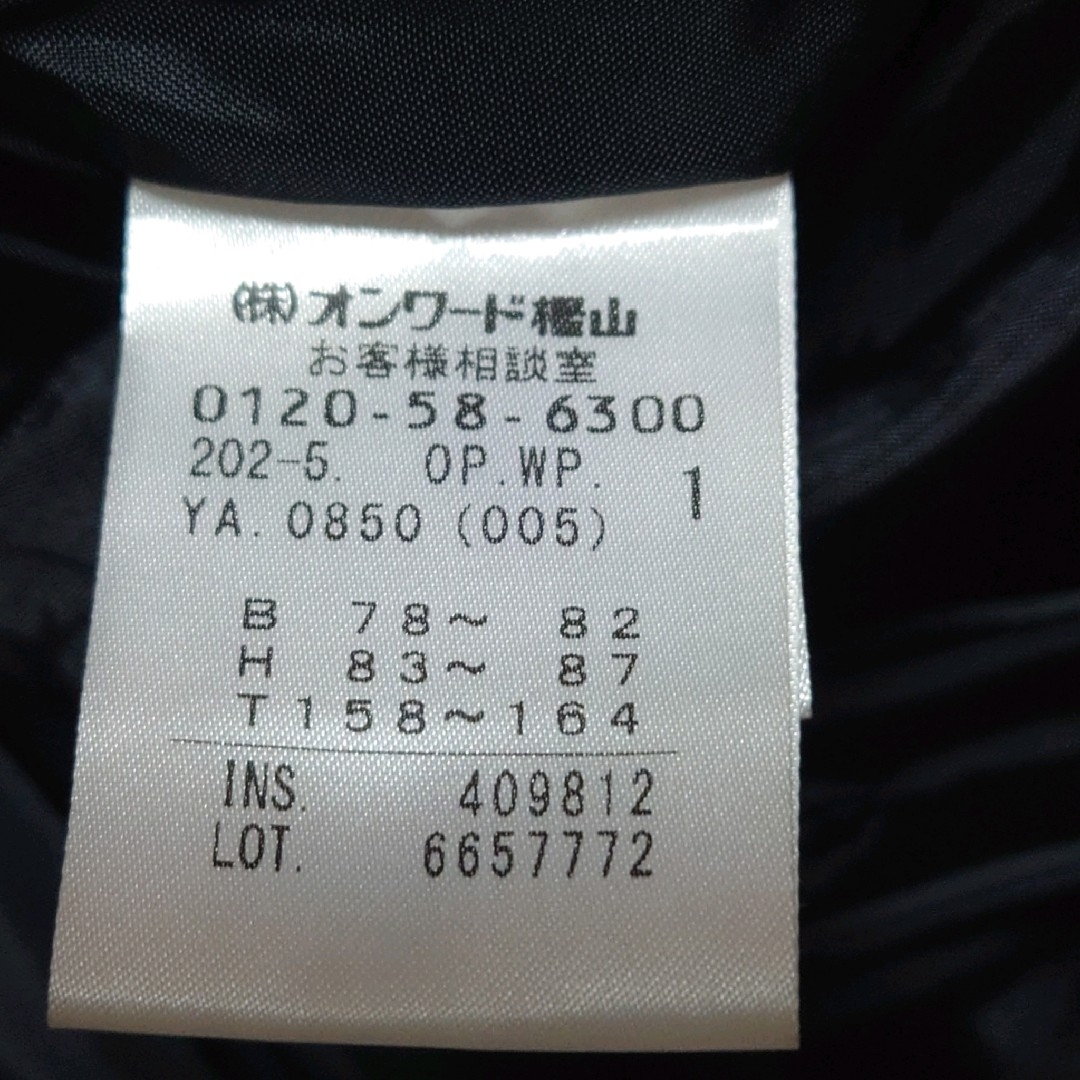 (株)オンワード樫山
お客様相談室
0120-58-6300
202-5. OP.WP. 1
YA.0850 (005)
B 78～82
H 83～87
T158～164
INS. 409812
LOT. 6657772